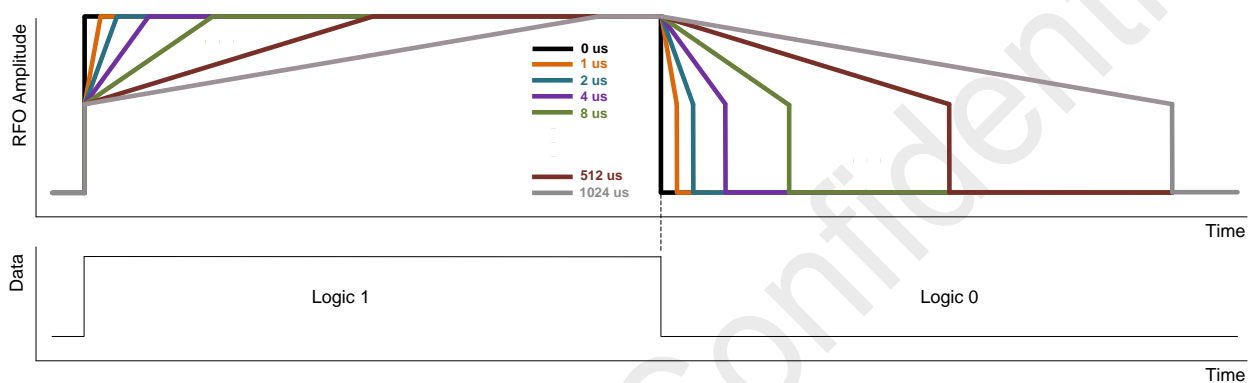 RFO Amplitude
0 us
1 us
2 us
4 us
8 us
512 us
1024 us
Time
Data
Logic 1
Logic 0
Time
Confidential